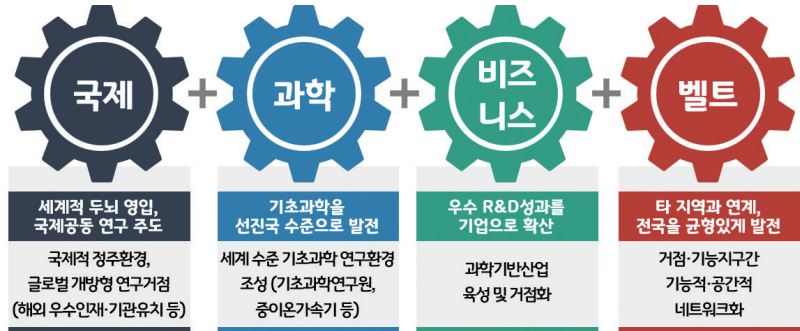 국제
+
과학
+
비즈
니스
+
벨트
세계적 두뇌 영입,
국제공동 연구 주도
국제적 정주환경,
글로벌 개방형 연구거점
(해외 우수인재·기관유치 등)
기초과학을
선진국 수준으로 발전
세계 수준 기초과학 연구환경
조성 (기초과학연구원,
중이온가속기 등)
우수 R&D성과를
기업으로 확산
과학기반산업
육성 및 거점화
타 지역과 연계,
전국을 균형있게 발전
거점·기능지구간
기능적·공간적
네트워크화